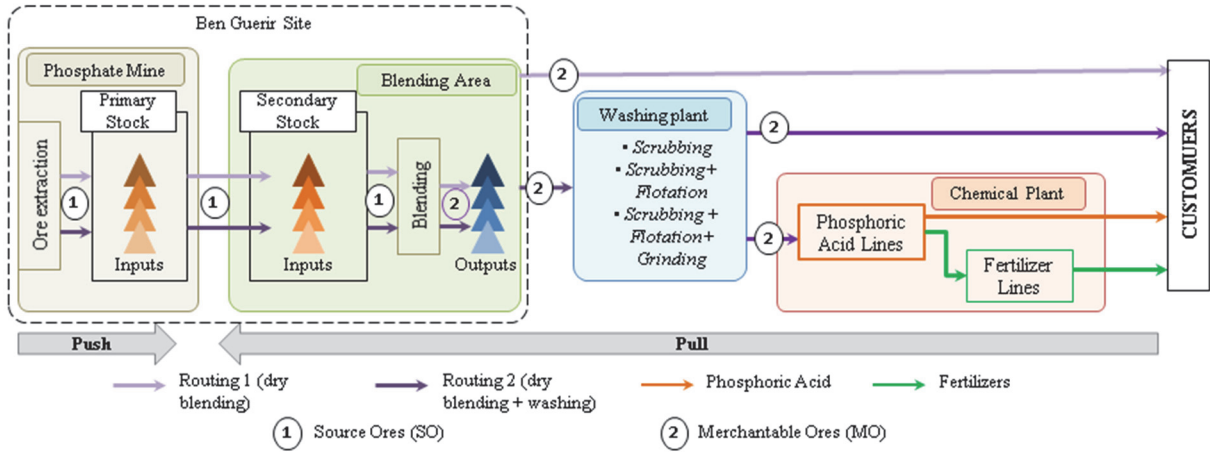 Ben Guerir Site
Phosphate Mine
Ore extraction
Primary
Stock
Inputs
1
1
Blending Area
Secondary
Stock
Inputs
1
Blending
2
Outputs
2
2
Washing plant
▪ Scrubbing
▪ Scrubbing+
Flotation
▪ Scrubbing +
Flotation+
Grinding
2
2
Chemical Plant
Phosphoric
Acid Lines
Fertilizer
Lines
CUSTOMUERS
Push
Pull
Routing 1 (dry
blending)
Routing 2 (dry
blending + washing)
Phosphoric Acid
Fertilizers
1 Source Ores (SO)
2 Merchantable Ores (MO)